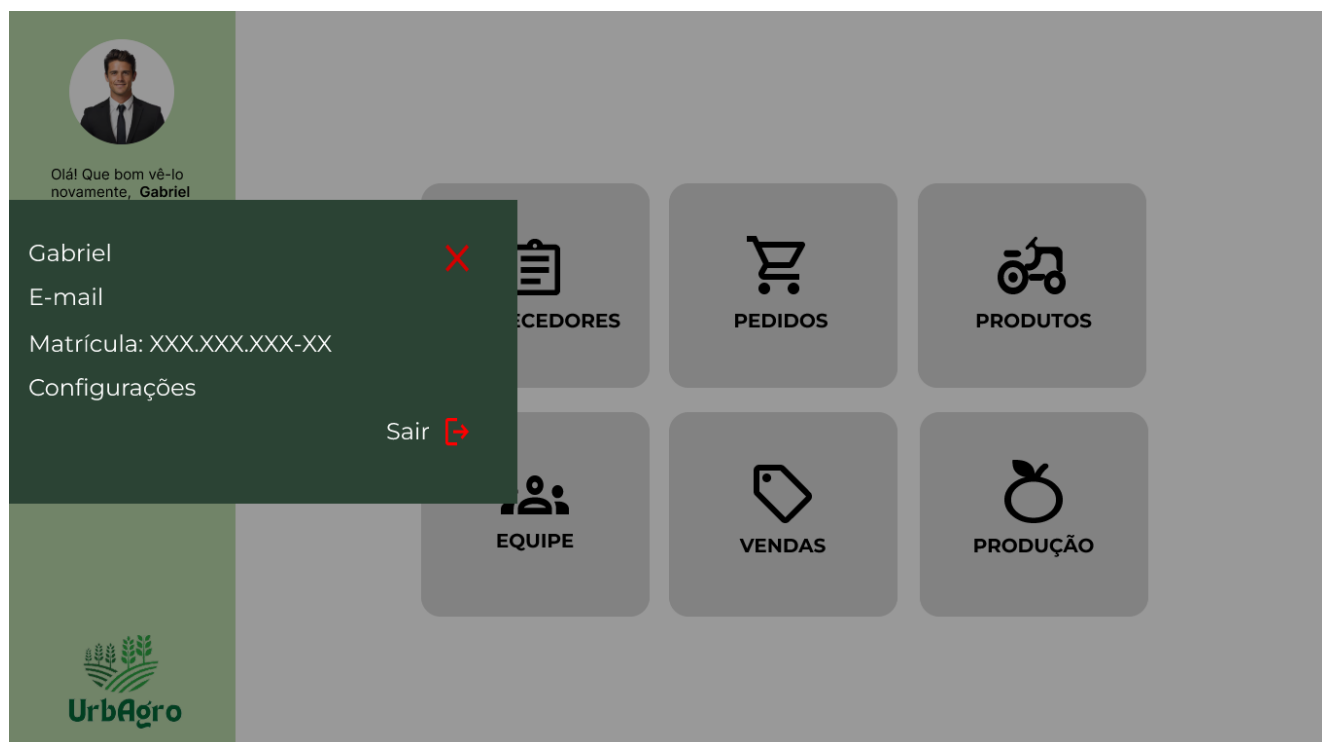 Olá! Que bom vê-lo
novamente, Gabriel
Gabriel
E-mail
Matrícula: XXX.XXX.XXX-XX
Configurações
Sair
CEDORES
PEDIDOS
PRODUTOS
EQUIPE
VENDAS
PRODUÇÃO
UrbAgro